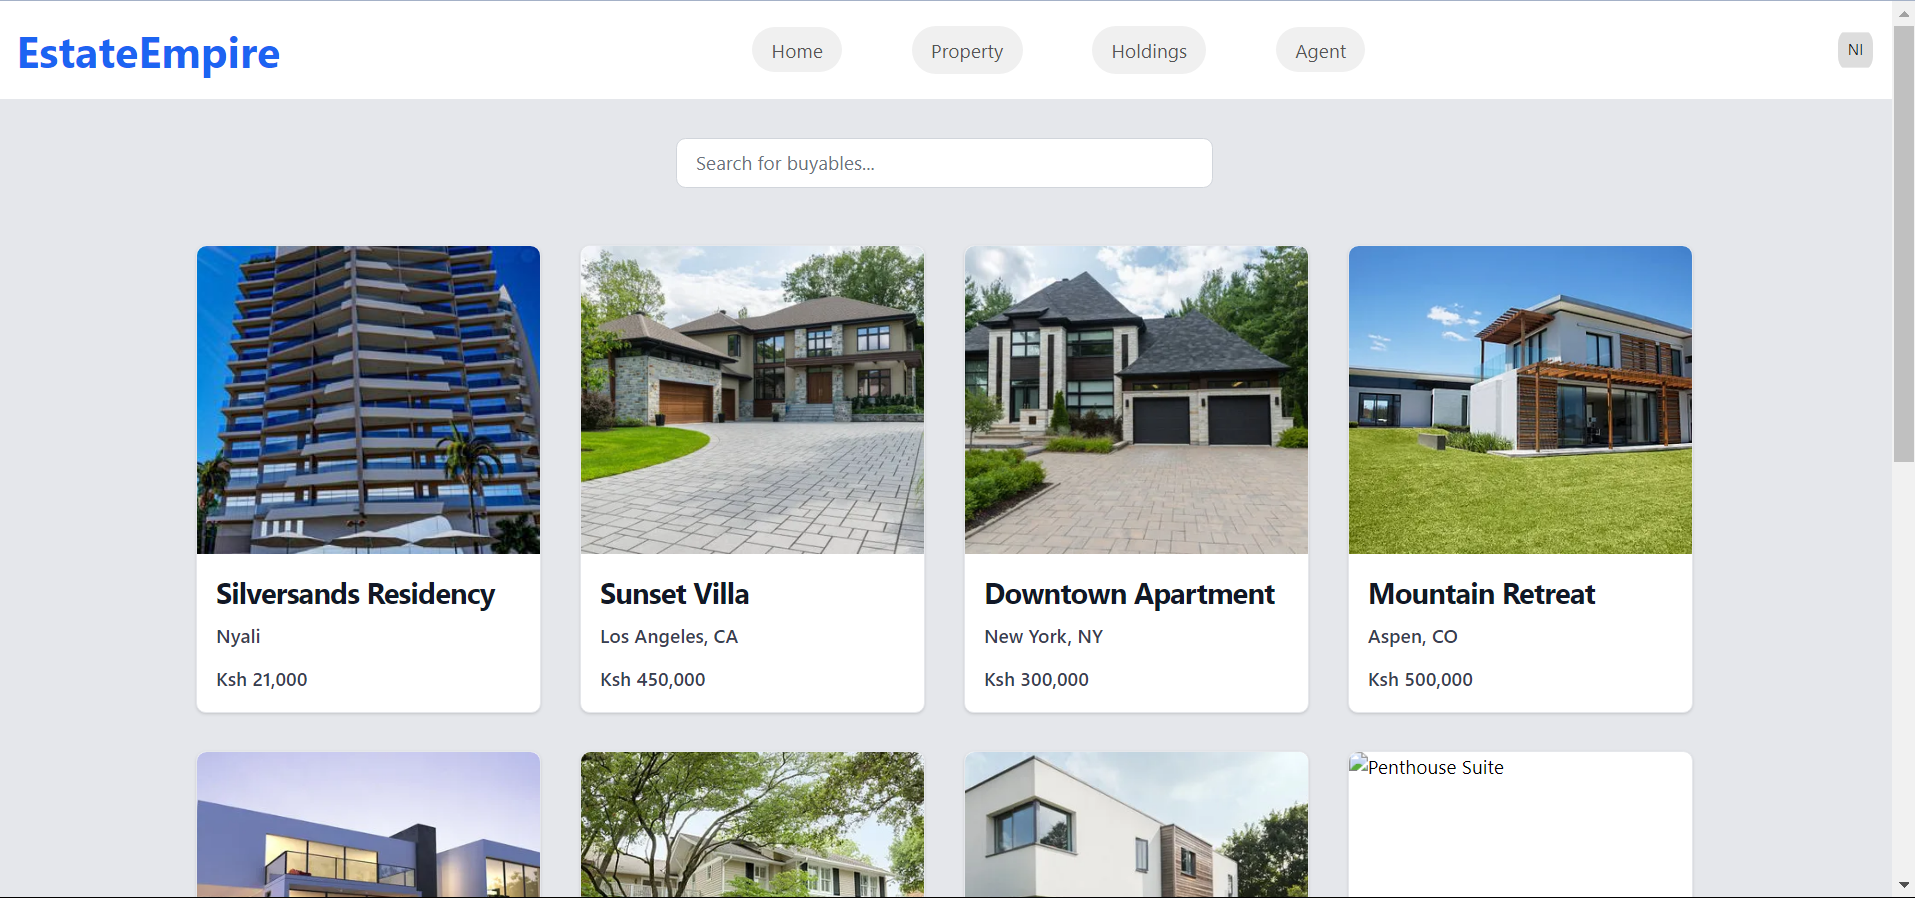 EstateEmpire
Home
Property
Holdings
Agent
NI
Search for buyables...
Silversands Residency
Nyali
Ksh 21,000
Sunset Villa
Los Angeles, CA
Ksh 450,000
Downtown Apartment
New York, NY
Ksh 300,000
Mountain Retreat
Aspen, CO
Ksh 500,000
Penthouse Suite